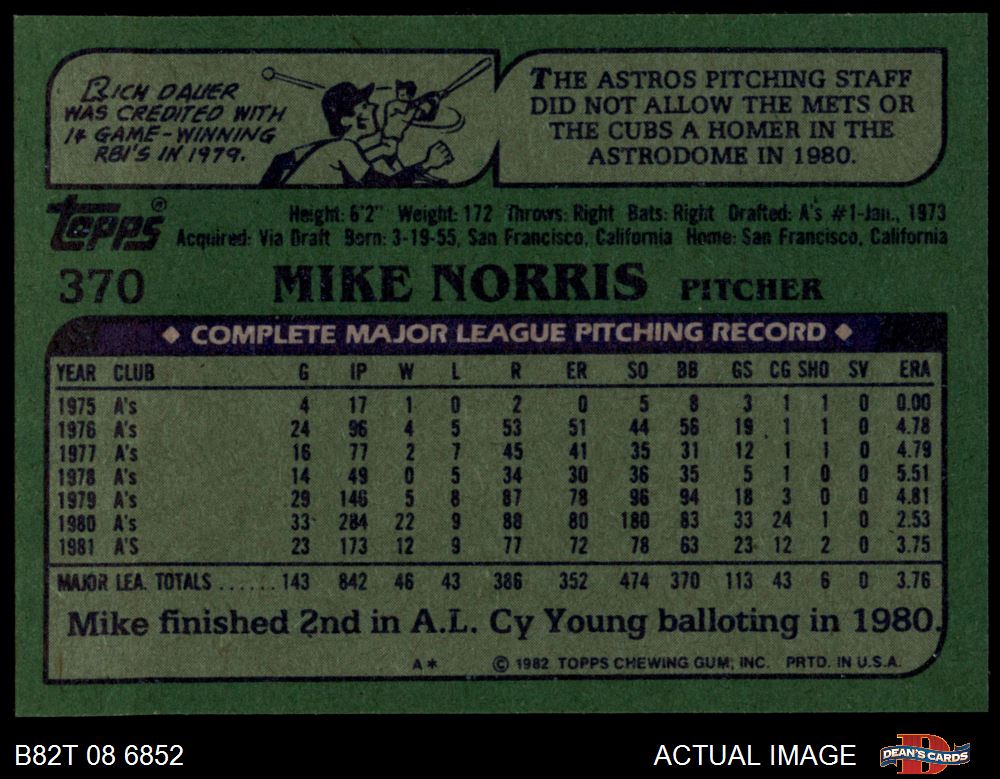 RICH DAUER
WAS CREDITED WITH
14 GAME-WINNING
RBI'S IN 1979.
THE ASTROS PITCHING STAFF
DID NOT ALLOW THE METS OR
THE CUBS A HOMER IN THE
ASTRODOME IN 1980.
Topps®
Height: 6'2" Weight: 172 Throws: Right Bats: Right Drafted: A's #1-Jan., 1973
Acquired: Via Draft Born: 3-19-55, San Francisco, California Home: San Francisco, California
370 MIKE NORRIS PITCHER
◆ COMPLETE MAJOR LEAGUE PITCHING RECORD ◆
YEAR CLUB G IP W L R ER SO BB GS CG SHO SV ERA
1975 A's 4 17 1 0 2 0 5 8 3 1 1 0 0.00
1976 A's 24 96 4 5 53 51 44 56 19 1 1 0 4.78
1977 A's 16 77 2 7 45 41 35 31 12 1 1 0 4.79
1978 A's 14 49 0 5 34 30 36 35 5 1 0 0 5.51
1979 A's 29 146 5 8 87 78 96 94 18 3 0 0 4.81
1980 A's 33 284 22 9 88 80 180 83 33 24 1 0 2.53
1981 A'S 23 173 12 9 77 72 78 63 23 12 2 0 3.75
MAJOR LEA. TOTALS ...... 143 842 46 43 386 352 474 370 113 43 6 0 3.76
Mike finished 2nd in A.L. Cy Young balloting in 1980.
A* © 1982 TOPPS CHEWING GUM, INC. PRTD. IN U.S.A.
B82T 08 6852 ACTUAL IMAGE DEAN'S CARDS